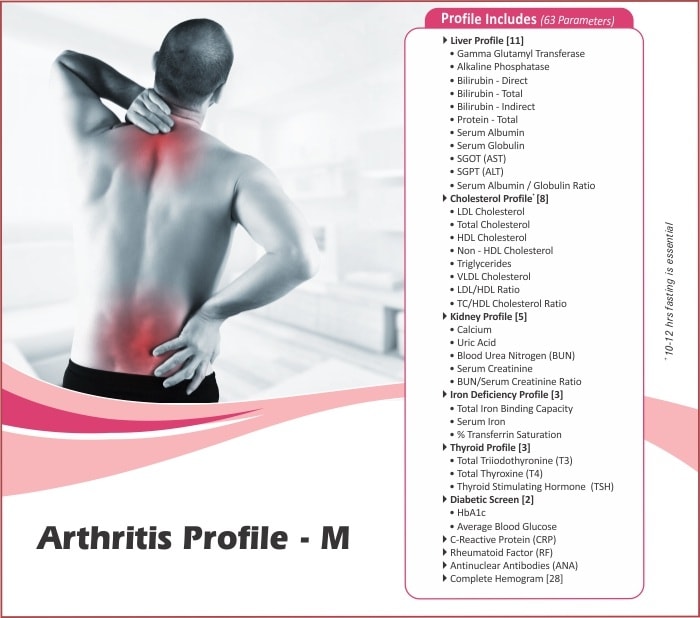 Profile Includes (63 Parameters)
Liver Profile [11]
• Gamma Glutamyl Transferase
• Alkaline Phosphatase
• Bilirubin - Direct
• Bilirubin - Total
• Bilirubin - Indirect
• Protein - Total
• Serum Albumin
• Serum Globulin
• SGOT (AST)
• SGPT (ALT)
• Serum Albumin / Globulin Ratio
Cholesterol Profile* [8]
• LDL Cholesterol
• Total Cholesterol
• HDL Cholesterol
• Non - HDL Cholesterol
• Triglycerides
• VLDL Cholesterol
• LDL/HDL Ratio
• TC/HDL Cholesterol Ratio
Kidney Profile [5]
• Calcium
• Uric Acid
• Blood Urea Nitrogen (BUN)
• Serum Creatinine
• BUN/Serum Creatinine Ratio
Iron Deficiency Profile [3]
• Total Iron Binding Capacity
• Serum Iron
• % Transferrin Saturation
Thyroid Profile [3]
• Total Triiodothyronine (T3)
• Total Thyroxine (T4)
• Thyroid Stimulating Hormone (TSH)
Diabetic Screen [2]
• HbA1c
• Average Blood Glucose
C-Reactive Protein (CRP)
Rheumatoid Factor (RF)
Antinuclear Antibodies (ANA)
Complete Hemogram [28]
*10-12 hrs fasting is essential
Arthritis Profile - M